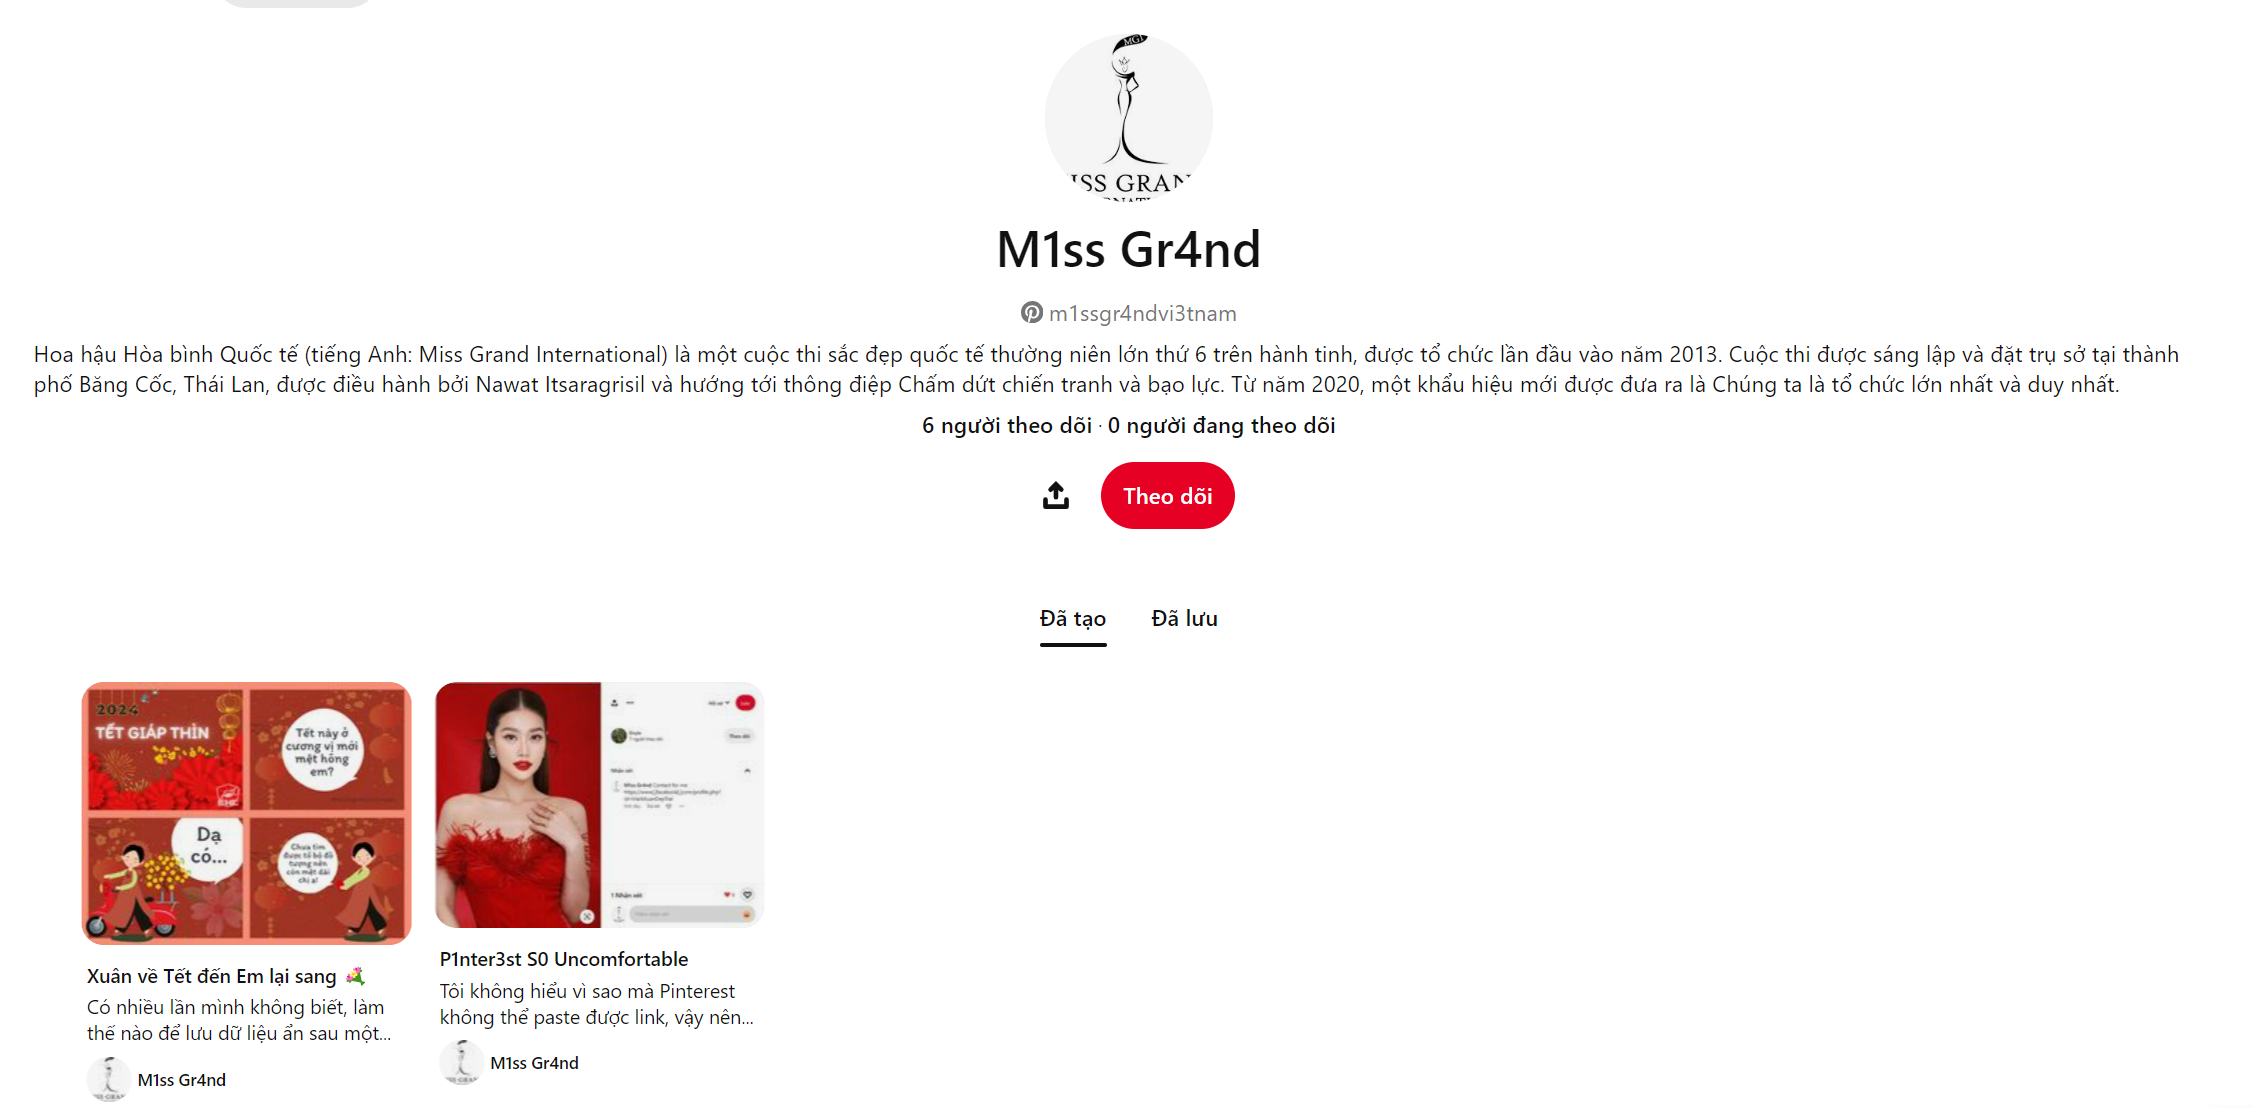 MGI
ISS GRAN
M1ss Gr4nd
m1ssgr4ndvi3tnam
Hoa hậu Hòa bình Quốc tế (tiếng Anh: Miss Grand International) là một cuộc thi sắc đẹp quốc tế thường niên lớn thứ 6 trên hành tinh, được tổ chức lần đầu vào năm 2013. Cuộc thi được sáng lập và đặt trụ sở tại thành
phố Băng Cốc, Thái Lan, được điều hành bởi Nawat Itsaragrisil và hướng tới thông điệp Chấm dứt chiến tranh và bạo lực. Từ năm 2020, một khẩu hiệu mới được đưa ra là Chúng ta là tổ chức lớn nhất và duy nhất.
6 người theo dõi · 0 người đang theo dõi
Theo dõi
Đã tạo Đã lưu
2024
TẾT GIÁP THÌN
Tết này ở
cương vị mới
mệt hông
em?
Dạ
có...
Chưa tìm
được tổ bỏ đồ
tượng nên
còn mệt dài
chị ạ!
Theo dõi
Nhận xét
1 Nhận xét
Xuân về Tết đến Em lại sang
Có nhiều lần mình không biết, làm
thế nào để lưu dữ liệu ẩn sau một...
M1ss Gr4nd
P1nter3st S0 Uncomfortable
Tôi không hiểu vì sao mà Pinterest
không thể paste được link, vậy nên...
M1ss Gr4nd